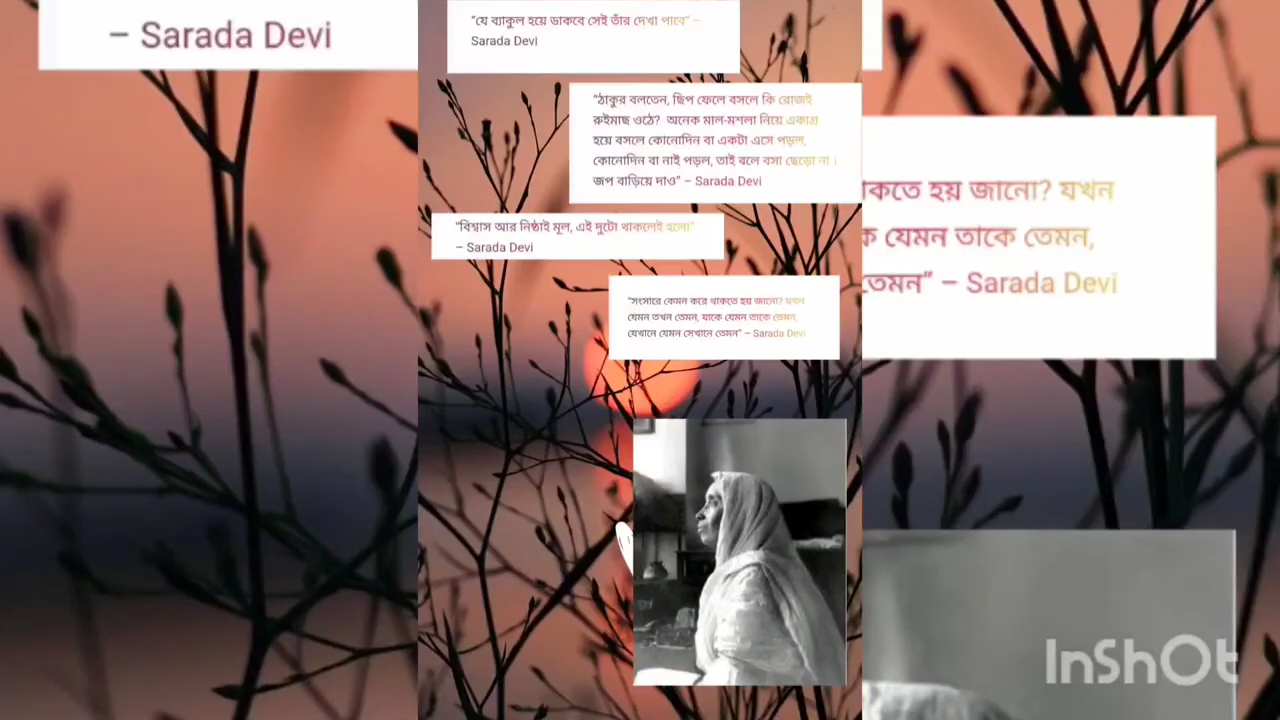 – Sarada Devi
"যে ব্যাকুল হয়ে ডাকবে সেই তাঁর দেখা পাবে" –
Sarada Devi
"ঠাকুর বলতেন, ছিপ ফেলে বসলে কি রোজই
রুইমাছ ওঠে? অনেক মাল-মশলা নিয়ে একাগ্র
হয়ে বসলে কোনোদিন বা একটা এসে পড়ল,
কোনোদিন বা নাই পড়ল, তাই বলে বসা ছেড়ো না।
জপ বাড়িয়ে দাও" – Sarada Devi
"বিশ্বাস আর নিষ্ঠাই মূল, এই দুটো থাকলেই হলো"
– Sarada Devi
"সংসারে কেমন করে থাকতে হয় জানো? যখন
যেমন তখন তেমন, যাকে যেমন তাকে তেমন,
যেখানে যেমন সেখানে তেমন" – Sarada Devi
াকতে হয় জানো? যখন
ক যেমন তাকে তেমন,
তেমন" – Sarada Devi
InShOt